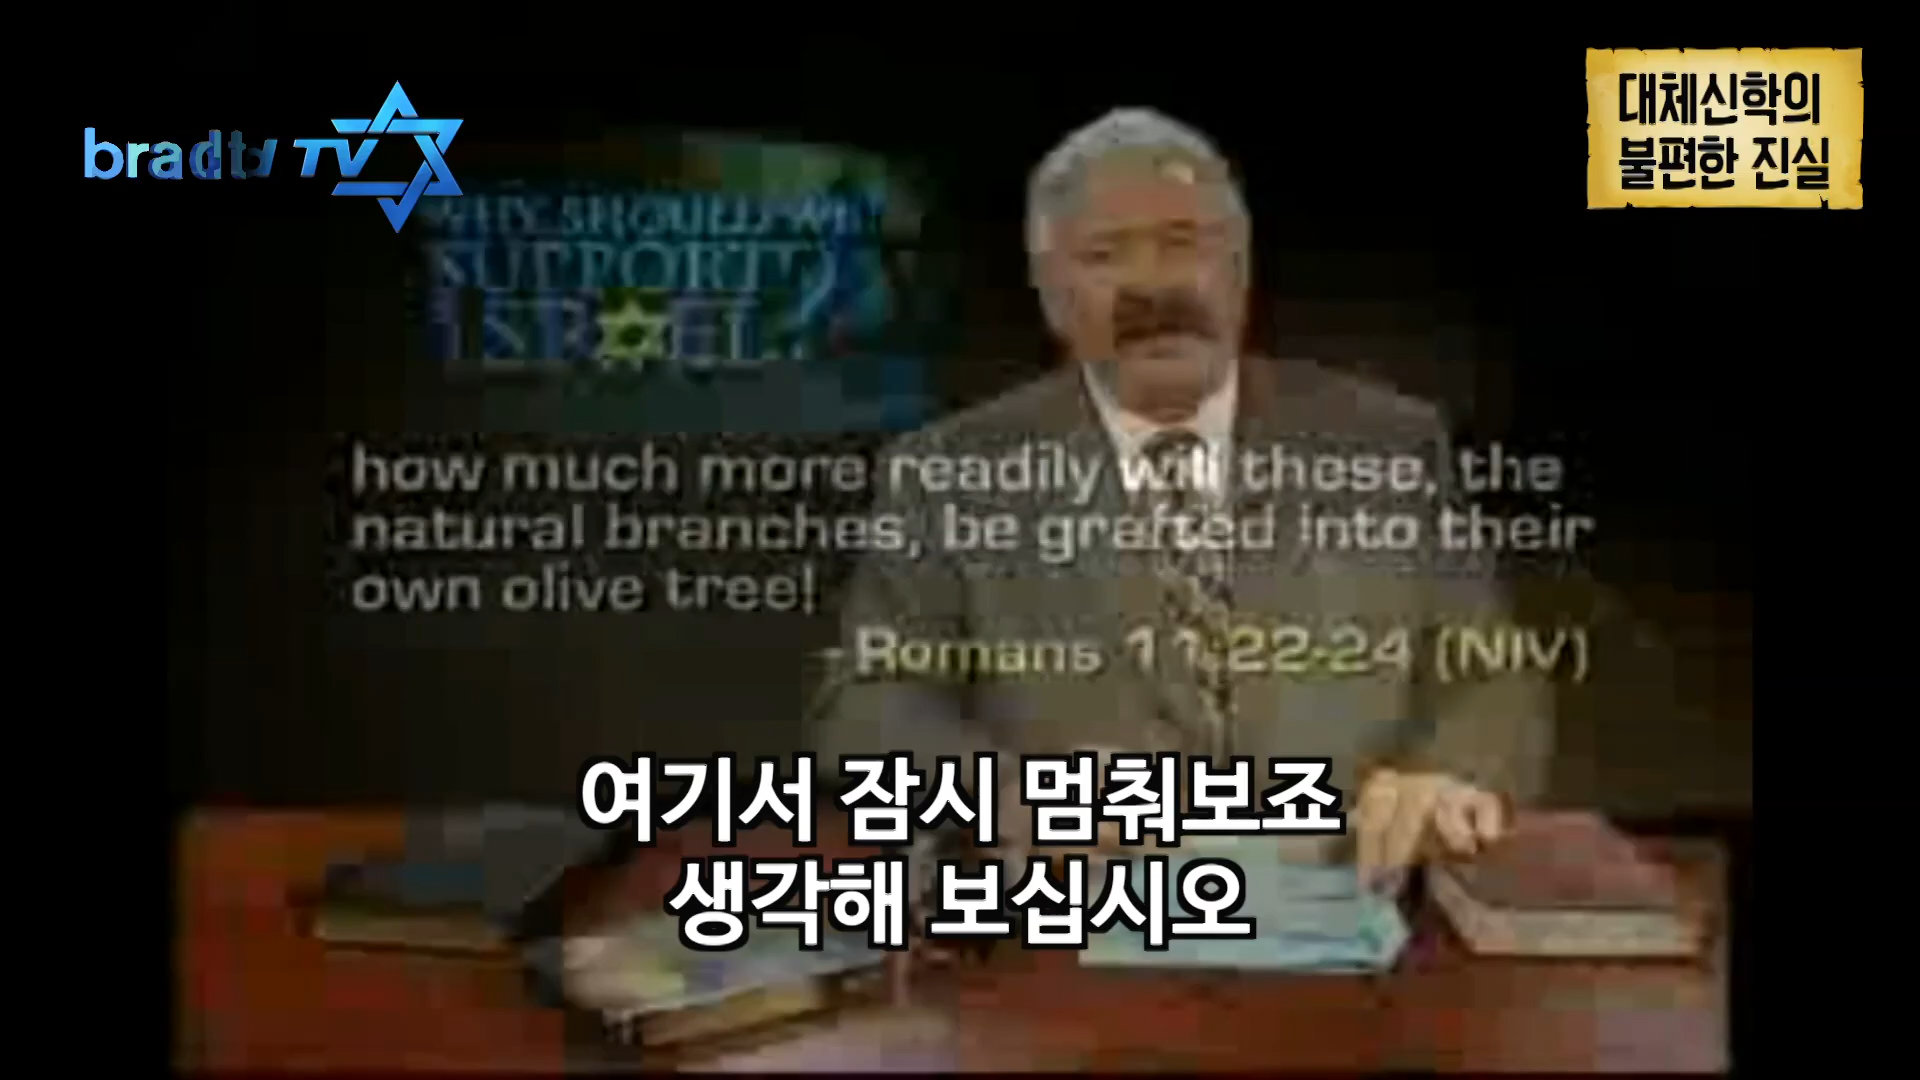 bradtv TV
대체신학의
불편한 진실
WHY SHOULD WE
SUPPORT
ISRAEL?
how much more readily will these, the
natural branches, be grafted into their
own olive tree!
- Romans 11:22-24 (NIV)
여기서 잠시 멈춰보죠
생각해 보십시오